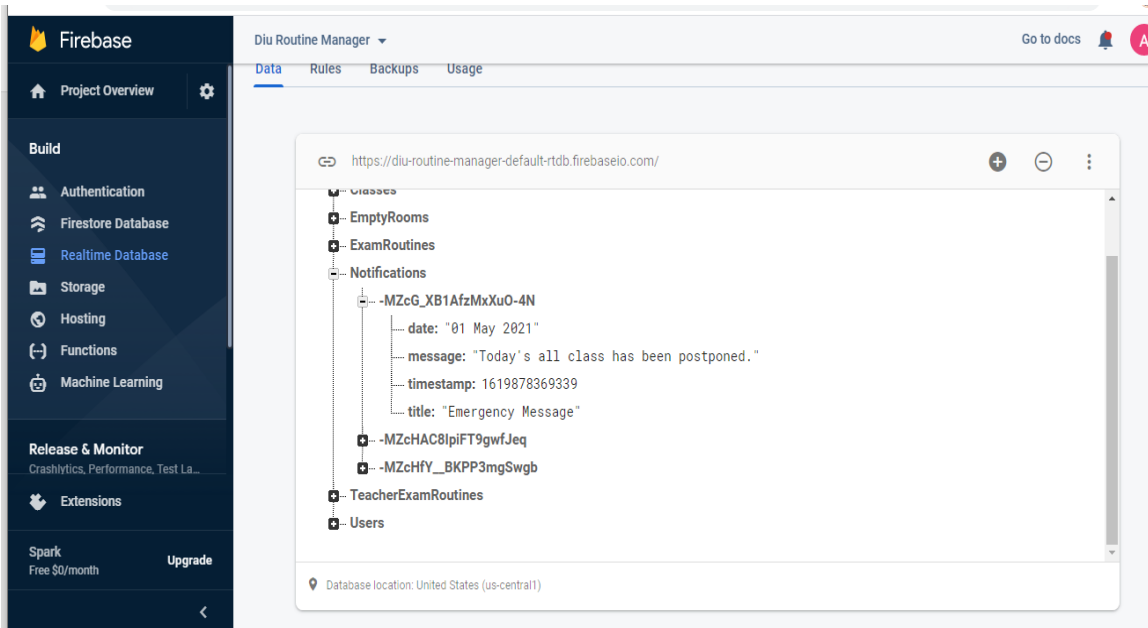 Firebase
Diu Routine Manager
Go to docs
A
Data Rules Backups Usage
Project Overview
Build
Authentication
Firestore Database
Realtime Database
Storage
Hosting
Functions
Machine Learning
Release & Monitor
Crashlytics, Performance, Test La...
Extensions
Spark
Free $0/month
Upgrade
https://diu-routine-manager-default-rtdb.firebaseio.com/
Classes
EmptyRooms
ExamRoutines
Notifications
-MZcG_XB1AfzMxXuO-4N
date: "01 May 2021"
message: "Today's all class has been postponed."
timestamp: 1619878369339
title: "Emergency Message"
-MZcHAC8IpiFT9gwfJeq
-MZcHfY__BKPP3mgSwgb
TeacherExamRoutines
Users
Database location: United States (us-central1)